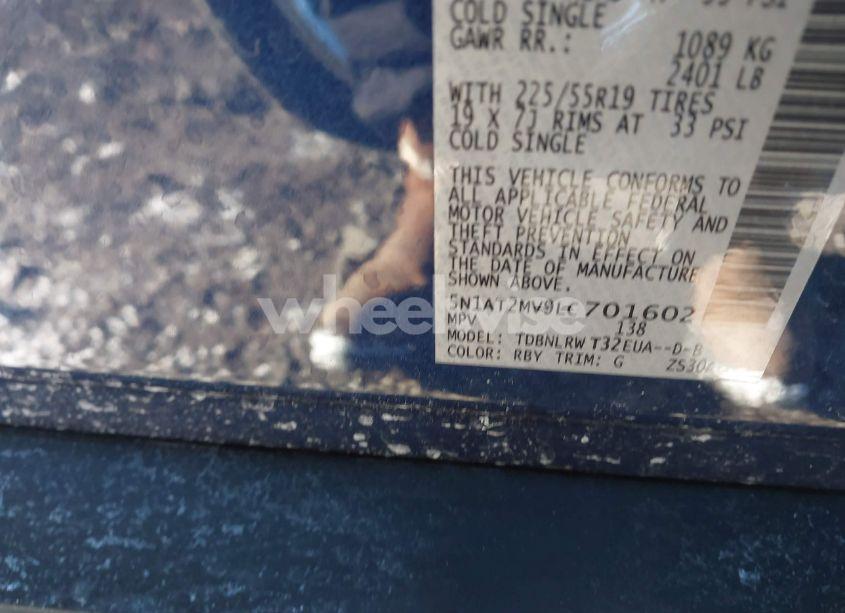 COLD SINGLE
GAWR RR.: 1089 KG
2401 LB
WITH 225/55R19 TIRES
19 X 7J RIMS AT 33 PSI
COLD SINGLE
THIS VEHICLE CONFORMS TO
ALL APPLICABLE FEDERAL
MOTOR VEHICLE SAFETY AND
THEFT PREVENTION
STANDARDS IN EFFECT ON
THE DATE OF MANUFACTURE
SHOWN ABOVE.
5N1AT2MV9LC701602
MPV 138
MODEL: TDBNLRW T32EUA--D-B
COLOR: RBY TRIM: G
wheelwise